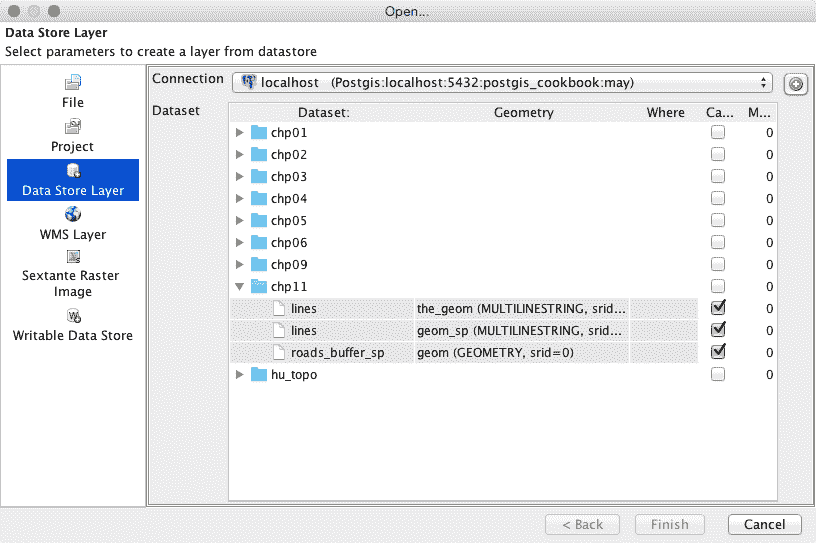 Open...
Data Store Layer
Select parameters to create a layer from datastore
File
Project
Data Store Layer
WMS Layer
Sextante Raster
Image
Writable Data Store
Connection localhost (Postgis:localhost:5432:postgis_cookbook:may)
Dataset
Dataset: Geometry Where Ca... M...
chp01 0
chp02 0
chp03 0
chp04 0
chp05 0
chp06 0
chp09 0
chp11 0
lines the_geom (MULTILINESTRING, srid... 0
lines geom_sp (MULTILINESTRING, srid... 0
roads_buffer_sp geom (GEOMETRY, srid=0) 0
hu_topo 0
< Back Finish Cancel